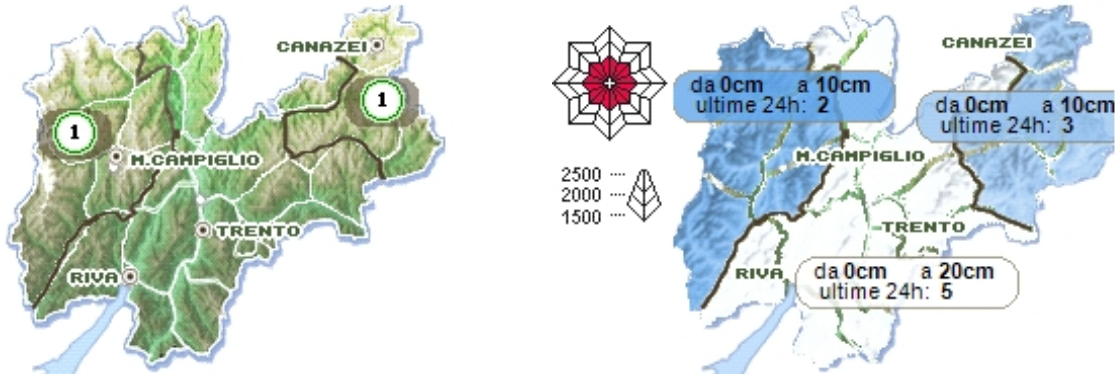 CANAZEI
1
1
M.CAMPIGLIO
TRENTO
RIVA
CANAZEI
da 0cm a 10cm
ultime 24h: 2
da 0cm a 10cm
ultime 24h: 3
M.CAMPIGLIO
2500
2000
1500
TRENTO
RIVA
da 0cm a 20cm
ultime 24h: 5